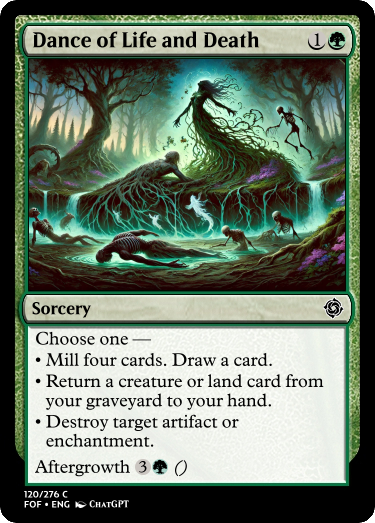 Dance of Life and Death 1
Sorcery
Choose one —
• Mill four cards. Draw a card.
• Return a creature or land card from
your graveyard to your hand.
• Destroy target artifact or
enchantment.
Aftergrowth 3 ()
120/276 C
FOF • ENG ChatGPT